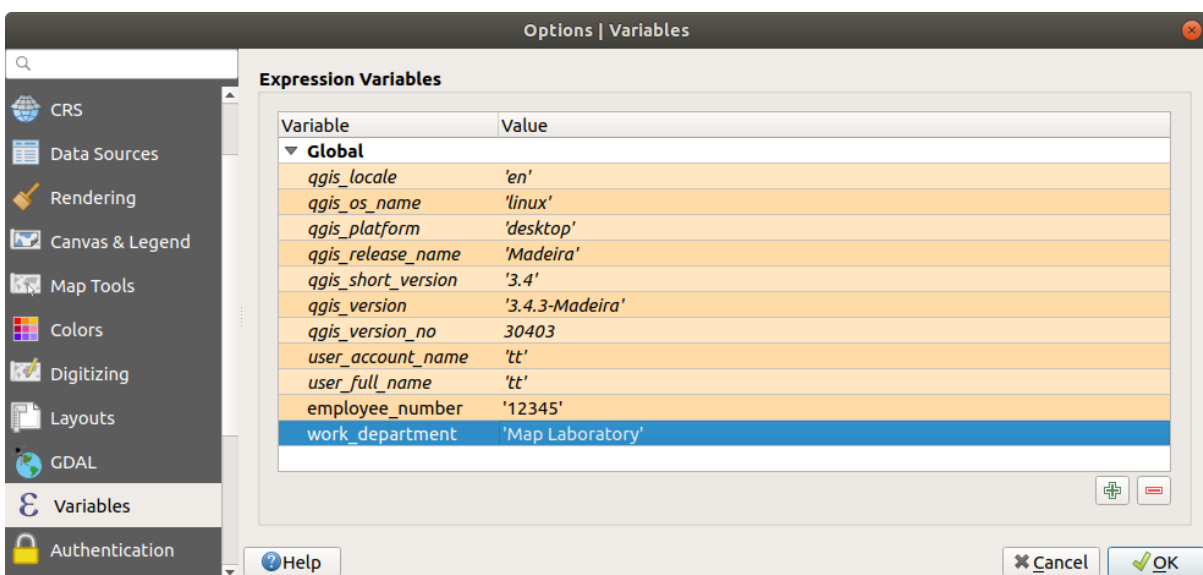 Options | Variables
CRS
Data Sources
Rendering
Canvas & Legend
Map Tools
Colors
Digitizing
Layouts
GDAL
Variables
Authentication
Expression Variables
Variable Value
Global
qgis_locale 'en'
qgis_os_name 'linux'
qgis_platform 'desktop'
qgis_release_name 'Madeira'
qgis_short_version '3.4'
qgis_version '3.4.3-Madeira'
qgis_version_no 30403
user_account_name 'tt'
user_full_name 'tt'
employee_number '12345'
work_department 'Map Laboratory'
Help Cancel OK